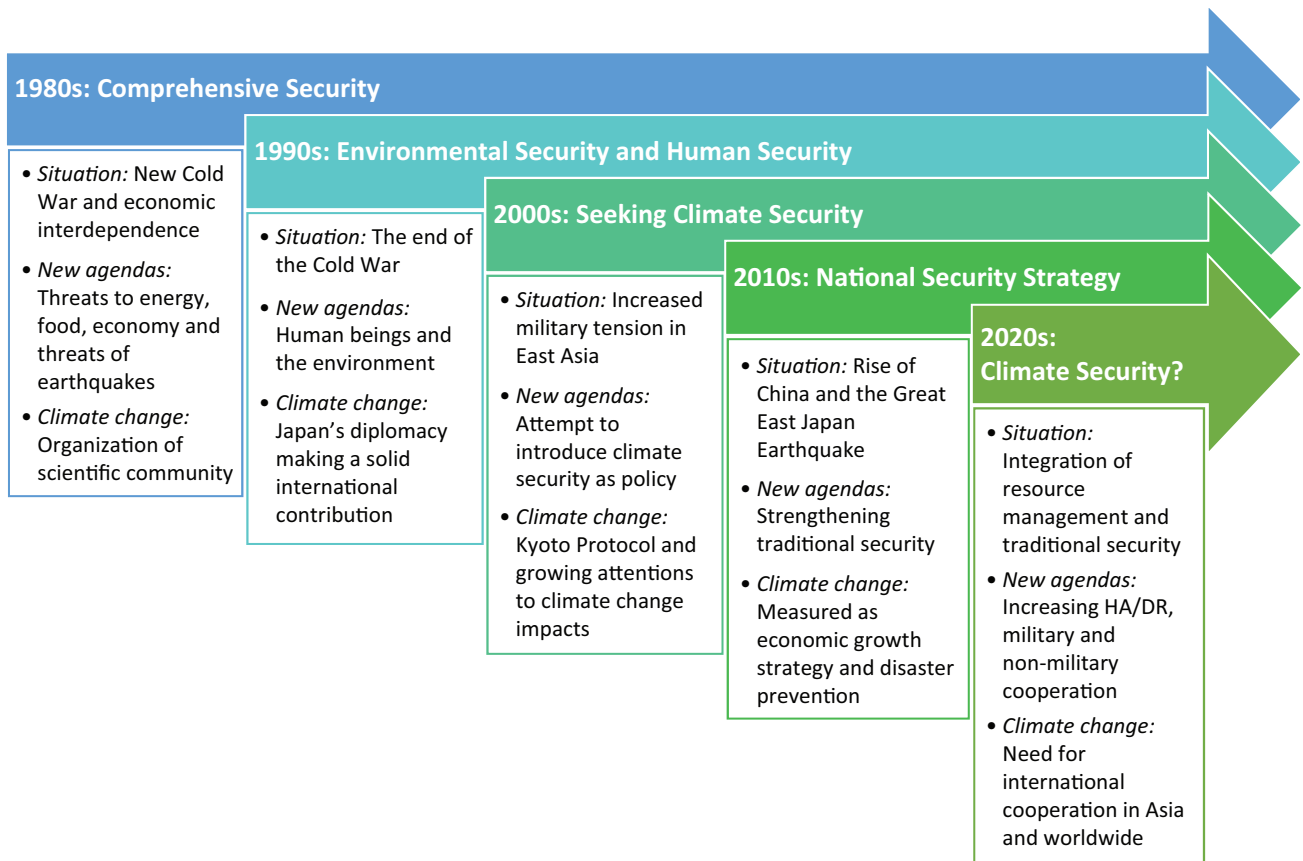 1980s: Comprehensive Security
• Situation: New Cold
War and economic
interdependence
• New agendas:
Threats to energy,
food, economy and
threats of
earthquakes
• Climate change:
Organization of
scientific community
1990s: Environmental Security and Human Security
• Situation: The end of
the Cold War
• New agendas:
Human beings and
the environment
• Climate change:
Japan’s diplomacy
making a solid
international
contribution
2000s: Seeking Climate Security
• Situation: Increased
military tension in
East Asia
• New agendas:
Attempt to
introduce climate
security as policy
• Climate change:
Kyoto Protocol and
growing attentions
to climate change
impacts
2010s: National Security Strategy
• Situation: Rise of
China and the Great
East Japan
Earthquake
• New agendas:
Strengthening
traditional security
• Climate change:
Measured as
economic growth
strategy and disaster
prevention
2020s:
Climate Security?
• Situation:
Integration of
resource
management and
traditional security
• New agendas:
Increasing HA/DR,
military and
non-military
cooperation
• Climate change:
Need for
international
cooperation in Asia
and worldwide